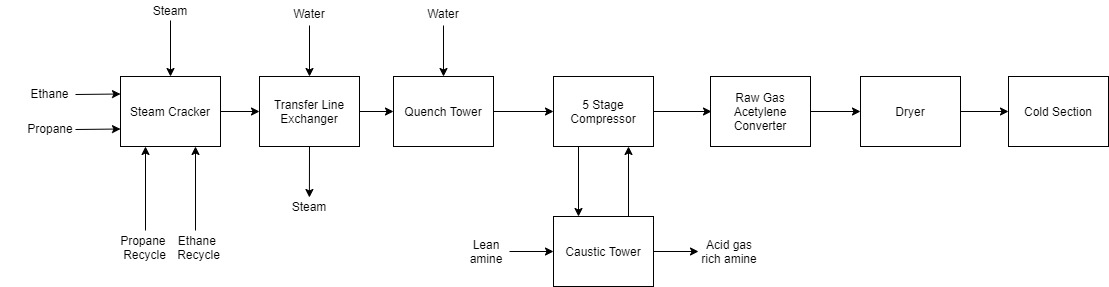 Steam
Water
Water
Ethane
Propane
Steam Cracker
Transfer Line
Exchanger
Quench Tower
5 Stage
Compressor
Raw Gas
Acetylene
Converter
Dryer
Cold Section
Steam
Propane
Recycle
Ethane
Recycle
Lean
amine
Caustic Tower
Acid gas
rich amine